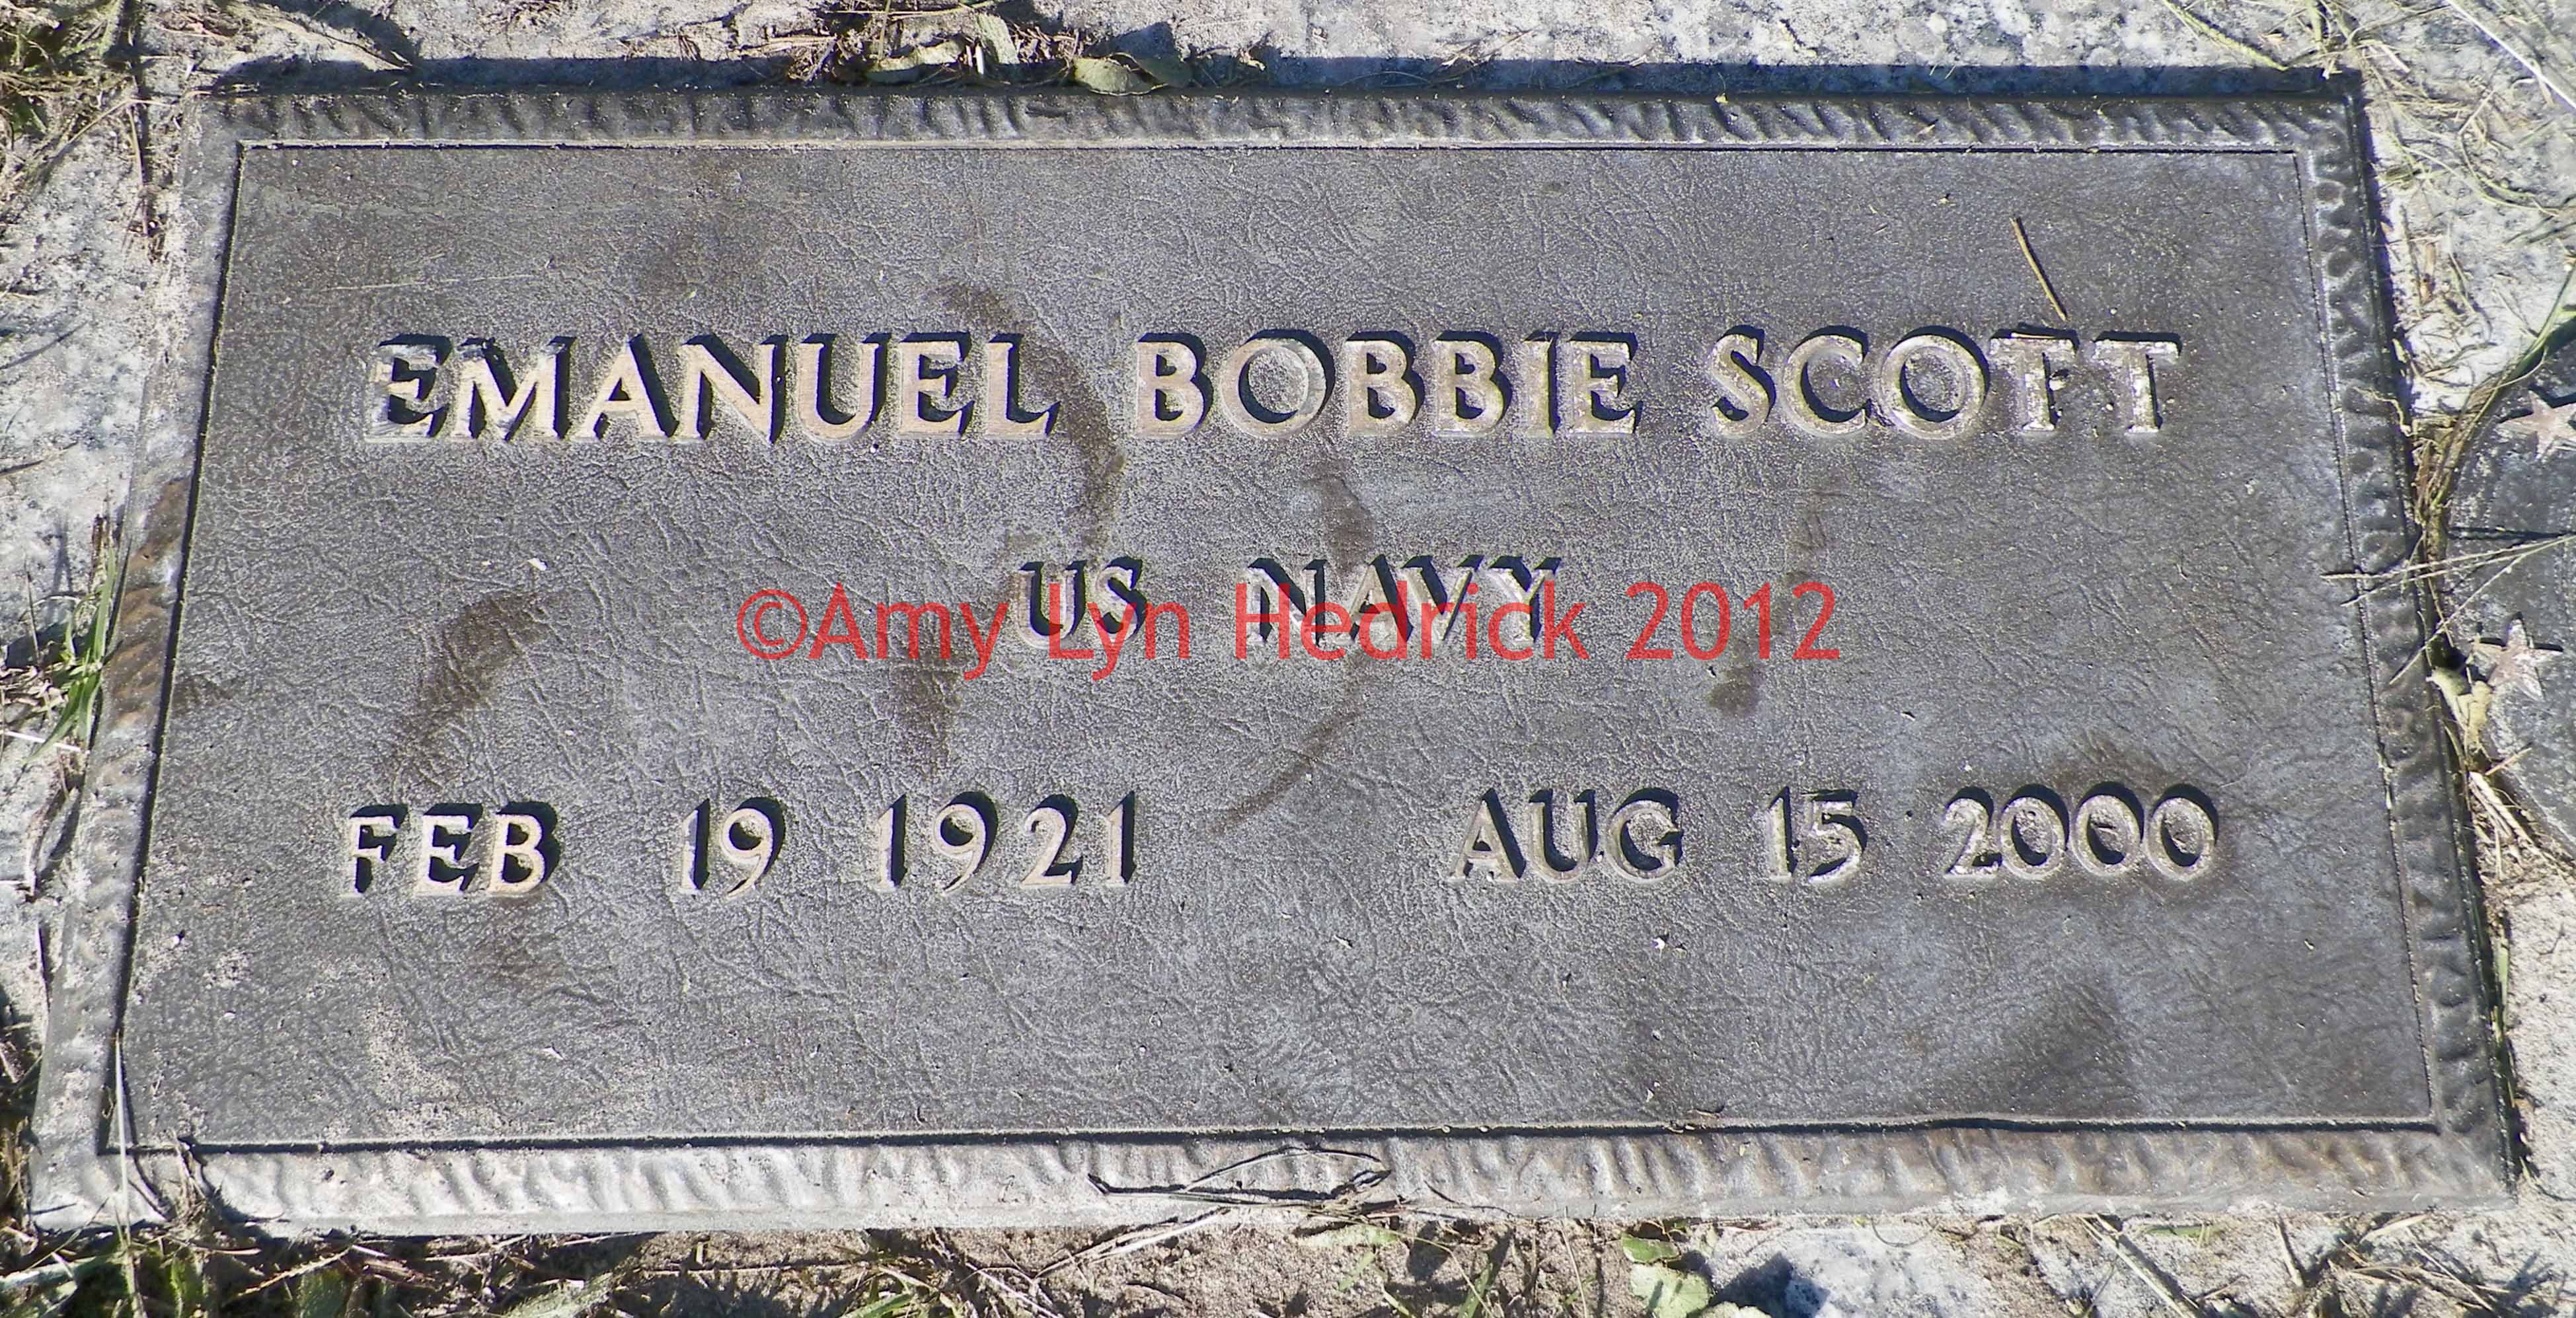 EMANUEL BOBBIE SCOTT
US NAVY
©Amy Lyn Hedrick 2012
FEB 19 1921 AUG 15 2000